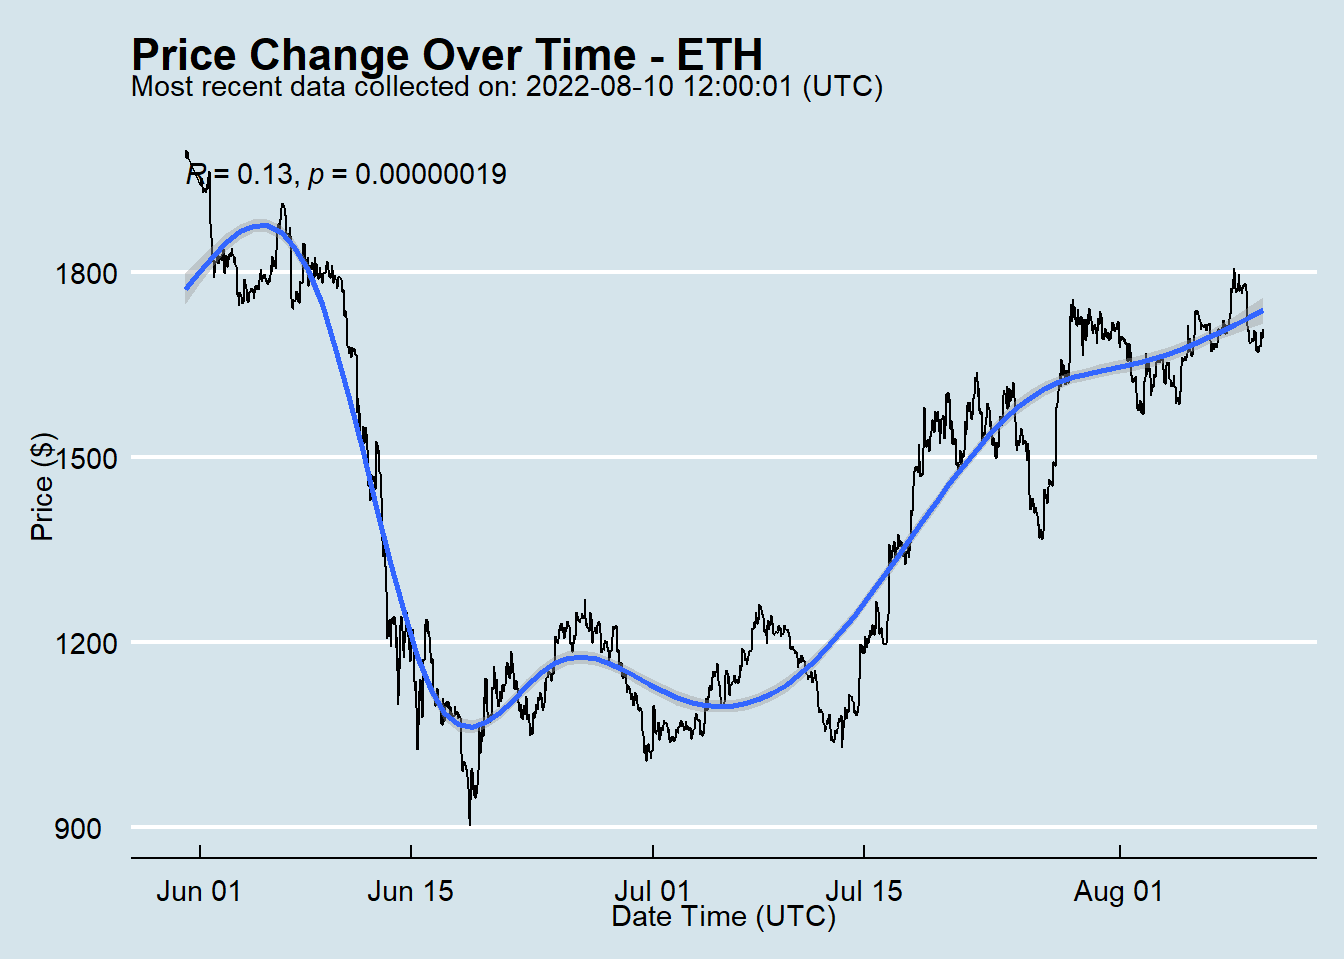 Price Change Over Time - ETH
Most recent data collected on: 2022-08-10 12:00:01 (UTC)
R = 0.13, p = 0.00000019
1800
1500
1200
900
Price ($)
Jun 01
Jun 15
Jul 01
Jul 15
Aug 01
Date Time (UTC)